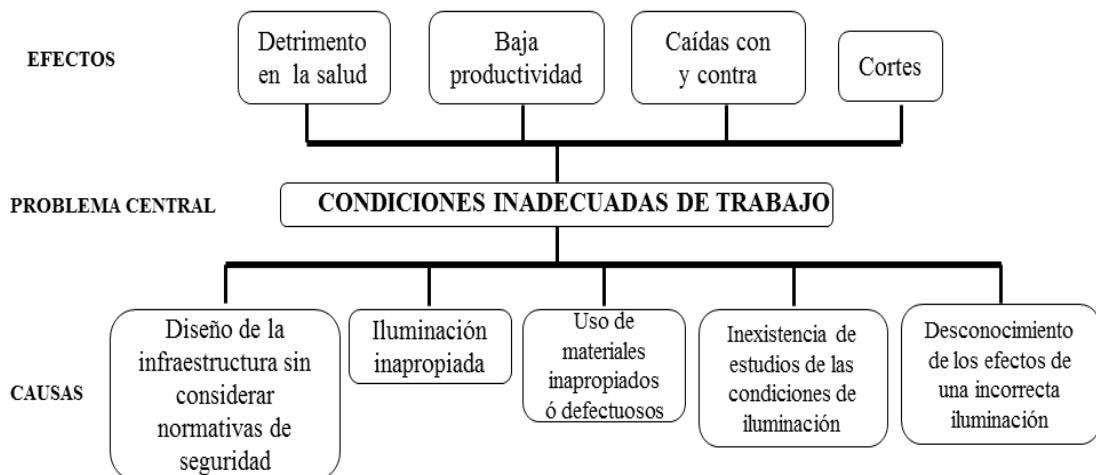 EFECTOS
Detrimento
en la salud
Baja
productividad
Caídas con
y contra
Cortes
PROBLEMA CENTRAL
CONDICIONES INADECUADAS DE TRABAJO
CAUSAS
Diseño de la
infraestructura sin
considerar
normativas de
seguridad
Iluminación
inapropiada
Uso de
materiales
inapropiados
ó defectuosos
Inexistencia de
estudios de las
condiciones de
iluminación
Desconocimiento
de los efectos de
una incorrecta
iluminación